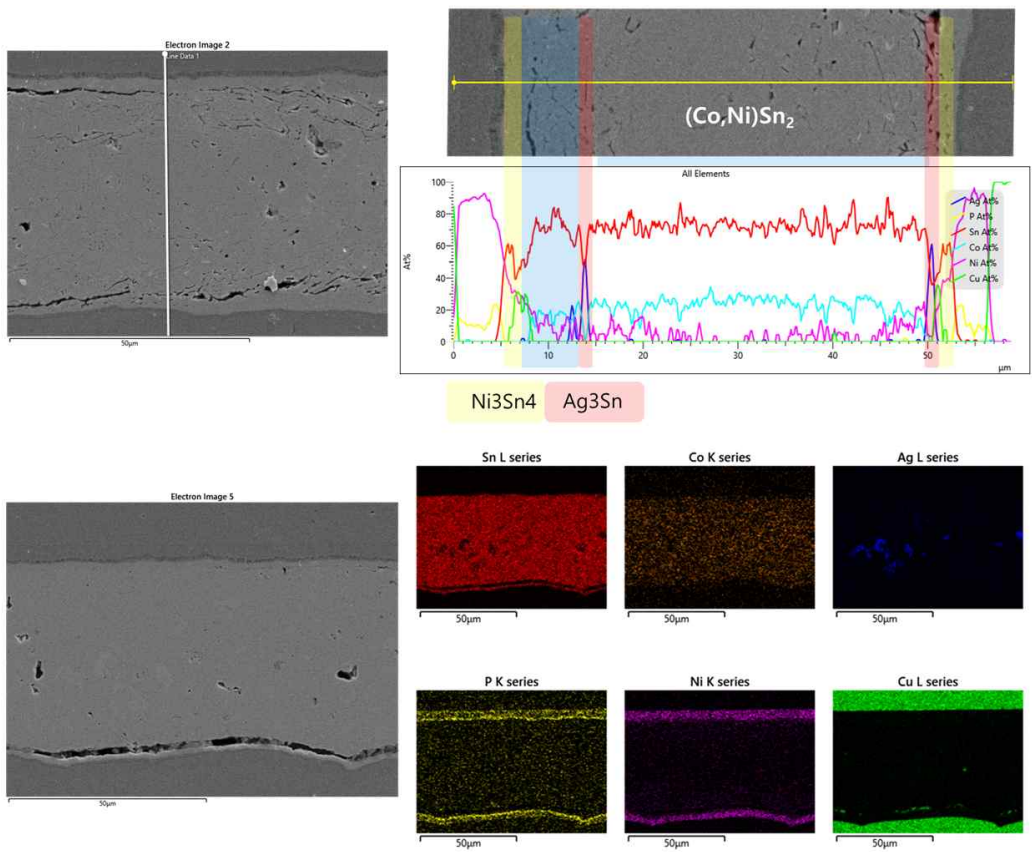 Electron Image 2
Line Data 1
50µm
(Co,Ni)Sn2
All Elements
100
80
60
40
20
0
At%
0 10 20 30 40 50
µm
Ag At%
P At%
Sn At%
Co At%
Ni At%
Cu At%
Ni3Sn4 Ag3Sn
Electron Image 5
50µm
Sn L series Co K series Ag L series
50µm 50µm 50µm
P K series Ni K series Cu L series
50µm 50µm 50µm